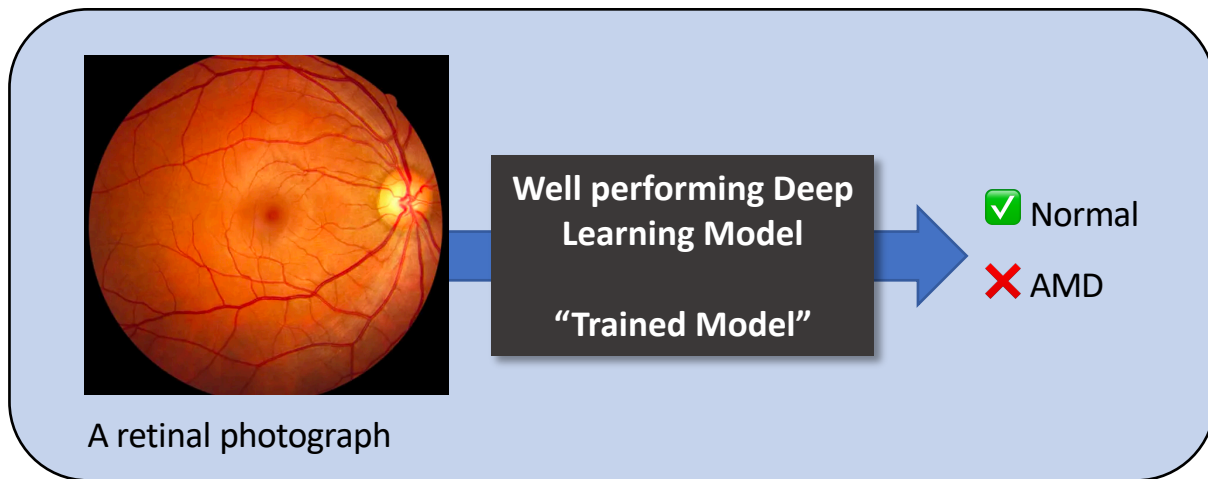 Well performing Deep
Learning Model
“Trained Model”
Normal
AMD
A retinal photograph